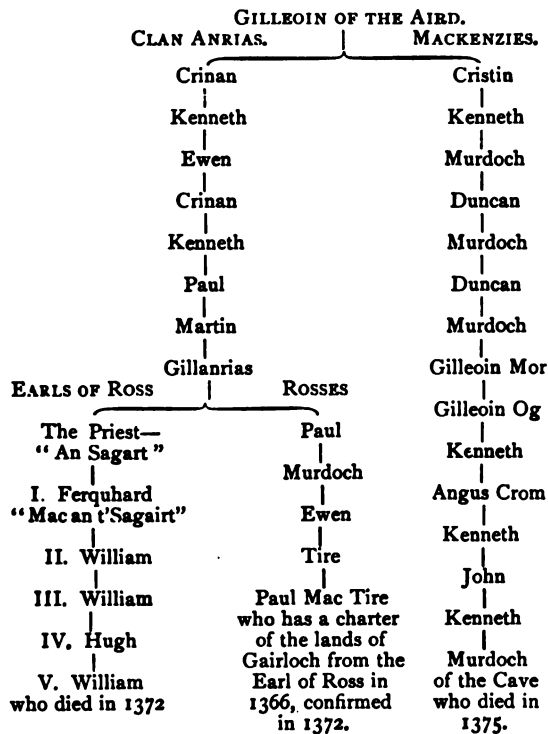 GILLEOIN OF THE AIRD.
CLAN ANRIAS.
Crinan
Kenneth
Ewen
Crinan
Kenneth
Paul
Martin
Gillanrias
EARLS OF ROSS
The Priest—
"An Sagart"
I. Ferquhard
"Mac an t'Sagairt"
II. William
III. William
IV. Hugh
V. William
who died in 1372
ROSSES
Paul
Murdoch
Ewen
Tire
Paul Mac Tire
who has a charter
of the lands of
Gairloch from the
Earl of Ross in
1366, confirmed
in 1372.
MACKENZIES.
Cristin
Kenneth
Murdoch
Duncan
Murdoch
Duncan
Murdoch
Gilleoin Mor
Gilleoin Og
Kenneth
Angus Crom
Kenneth
John
Kenneth
Murdoch
of the Cave
who died in
1375.